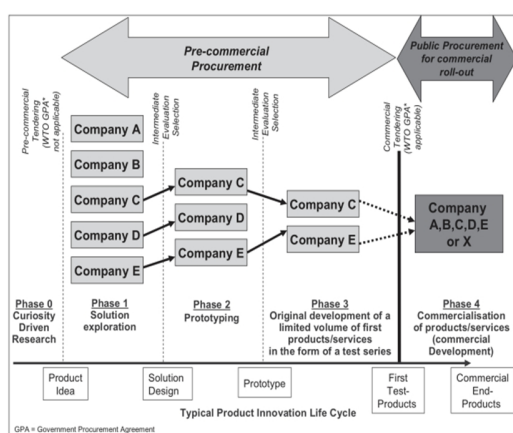 Pre-commercial
Procurement
Public Procurement
for commercial
roll-out
Pre-commercial
Tendering
(WTO GPA*
not applicable)
Intermediate
Evaluation
Selection
Intermediate
Evaluation
Selection
Commercial
Tendering
(WTO GPA*
applicable)
Company A
Company B
Company C
Company D
Company E
Company C
Company D
Company E
Company C
Company E
Company
A,B,C,D,E
or X
Phase 0
Curiosity
Driven
Research
Phase 1
Solution
exploration
Phase 2
Prototyping
Phase 3
Original development of a
limited volume of first
products/services
in the form of a test series
Phase 4
Commercialisation
of products/services
(commercial
Development)
Product
Idea
Solution
Design
Prototype
First
Test-
Products
Commercial
End-
Products
Typical Product Innovation Life Cycle
GPA = Government Procurement Agreement